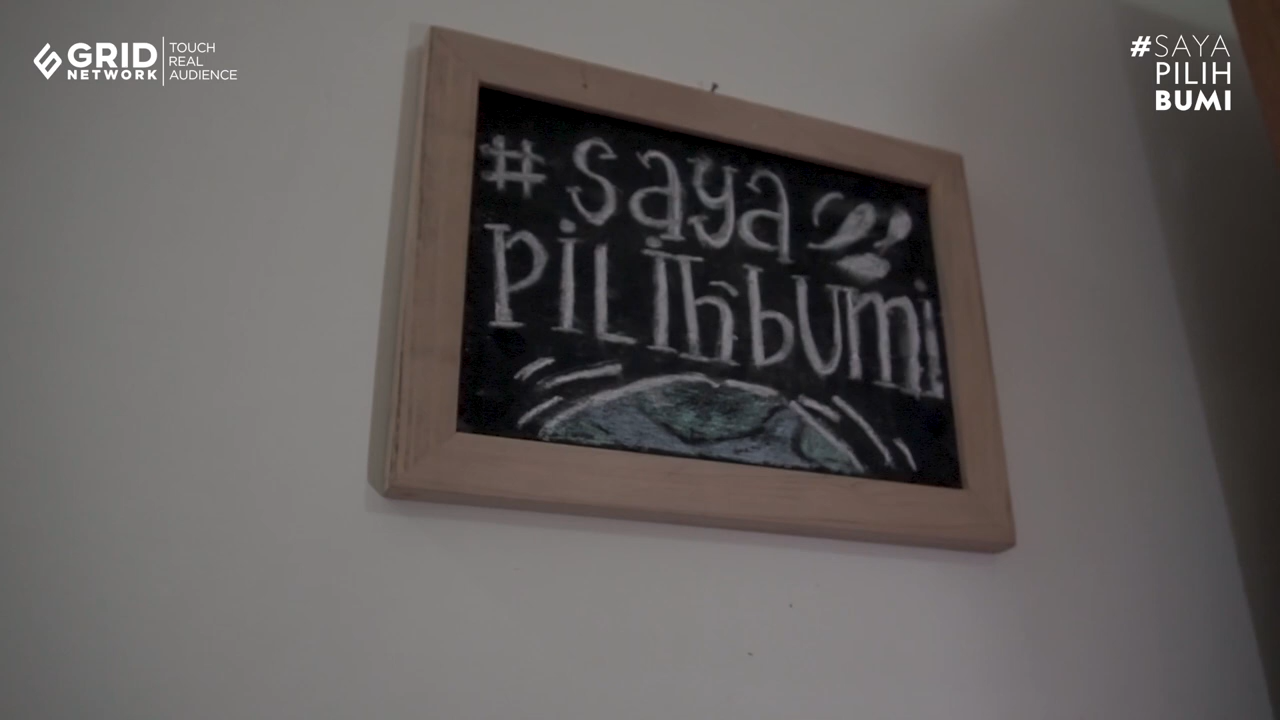 GRID
NETWORK
TOUCH
REAL
AUDIENCE
#SAYA
PILIH
BUMI
#saya
PiLihbumi